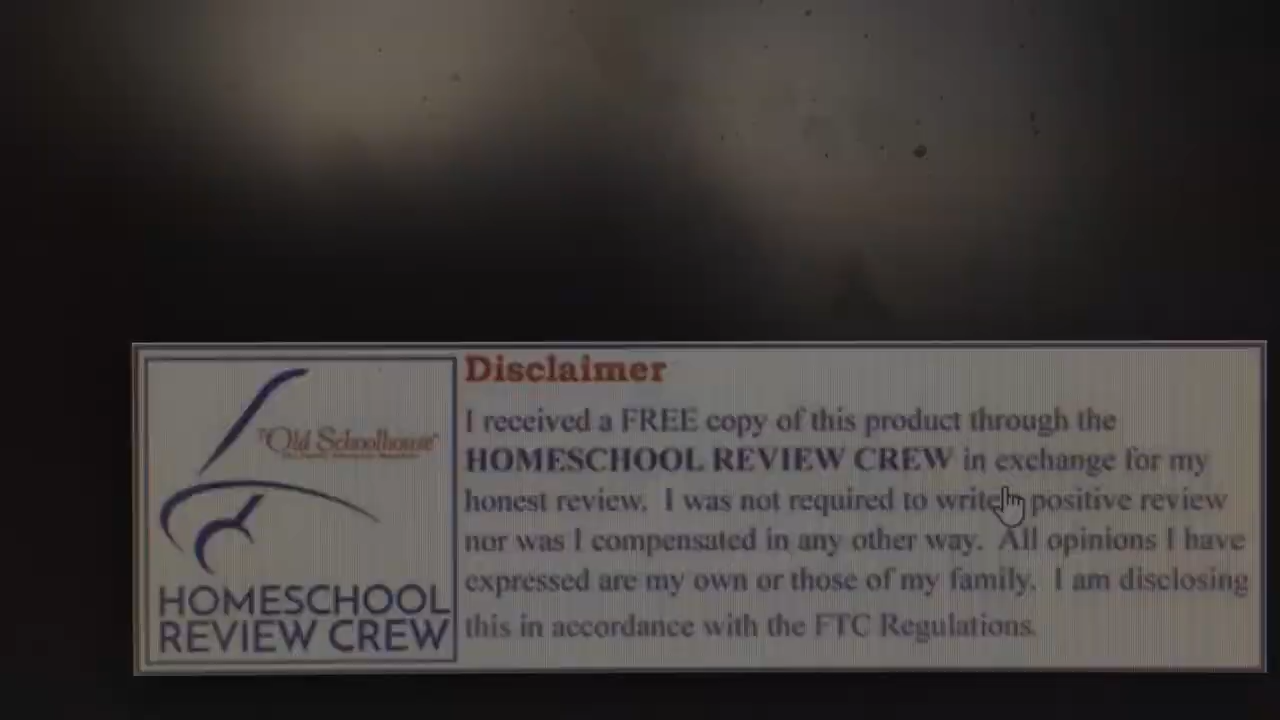 Disclaimer
I received a FREE copy of this product through the
HOMESCHOOL REVIEW CREW in exchange for my
honest review. I was not required to write positive review
nor was I compensated in any other way. All opinions I have
expressed are my own or those of my family. I am disclosing
this in accordance with the FTC Regulations.
The Old Schoolhouse
HOMESCHOOL
REVIEW CREW